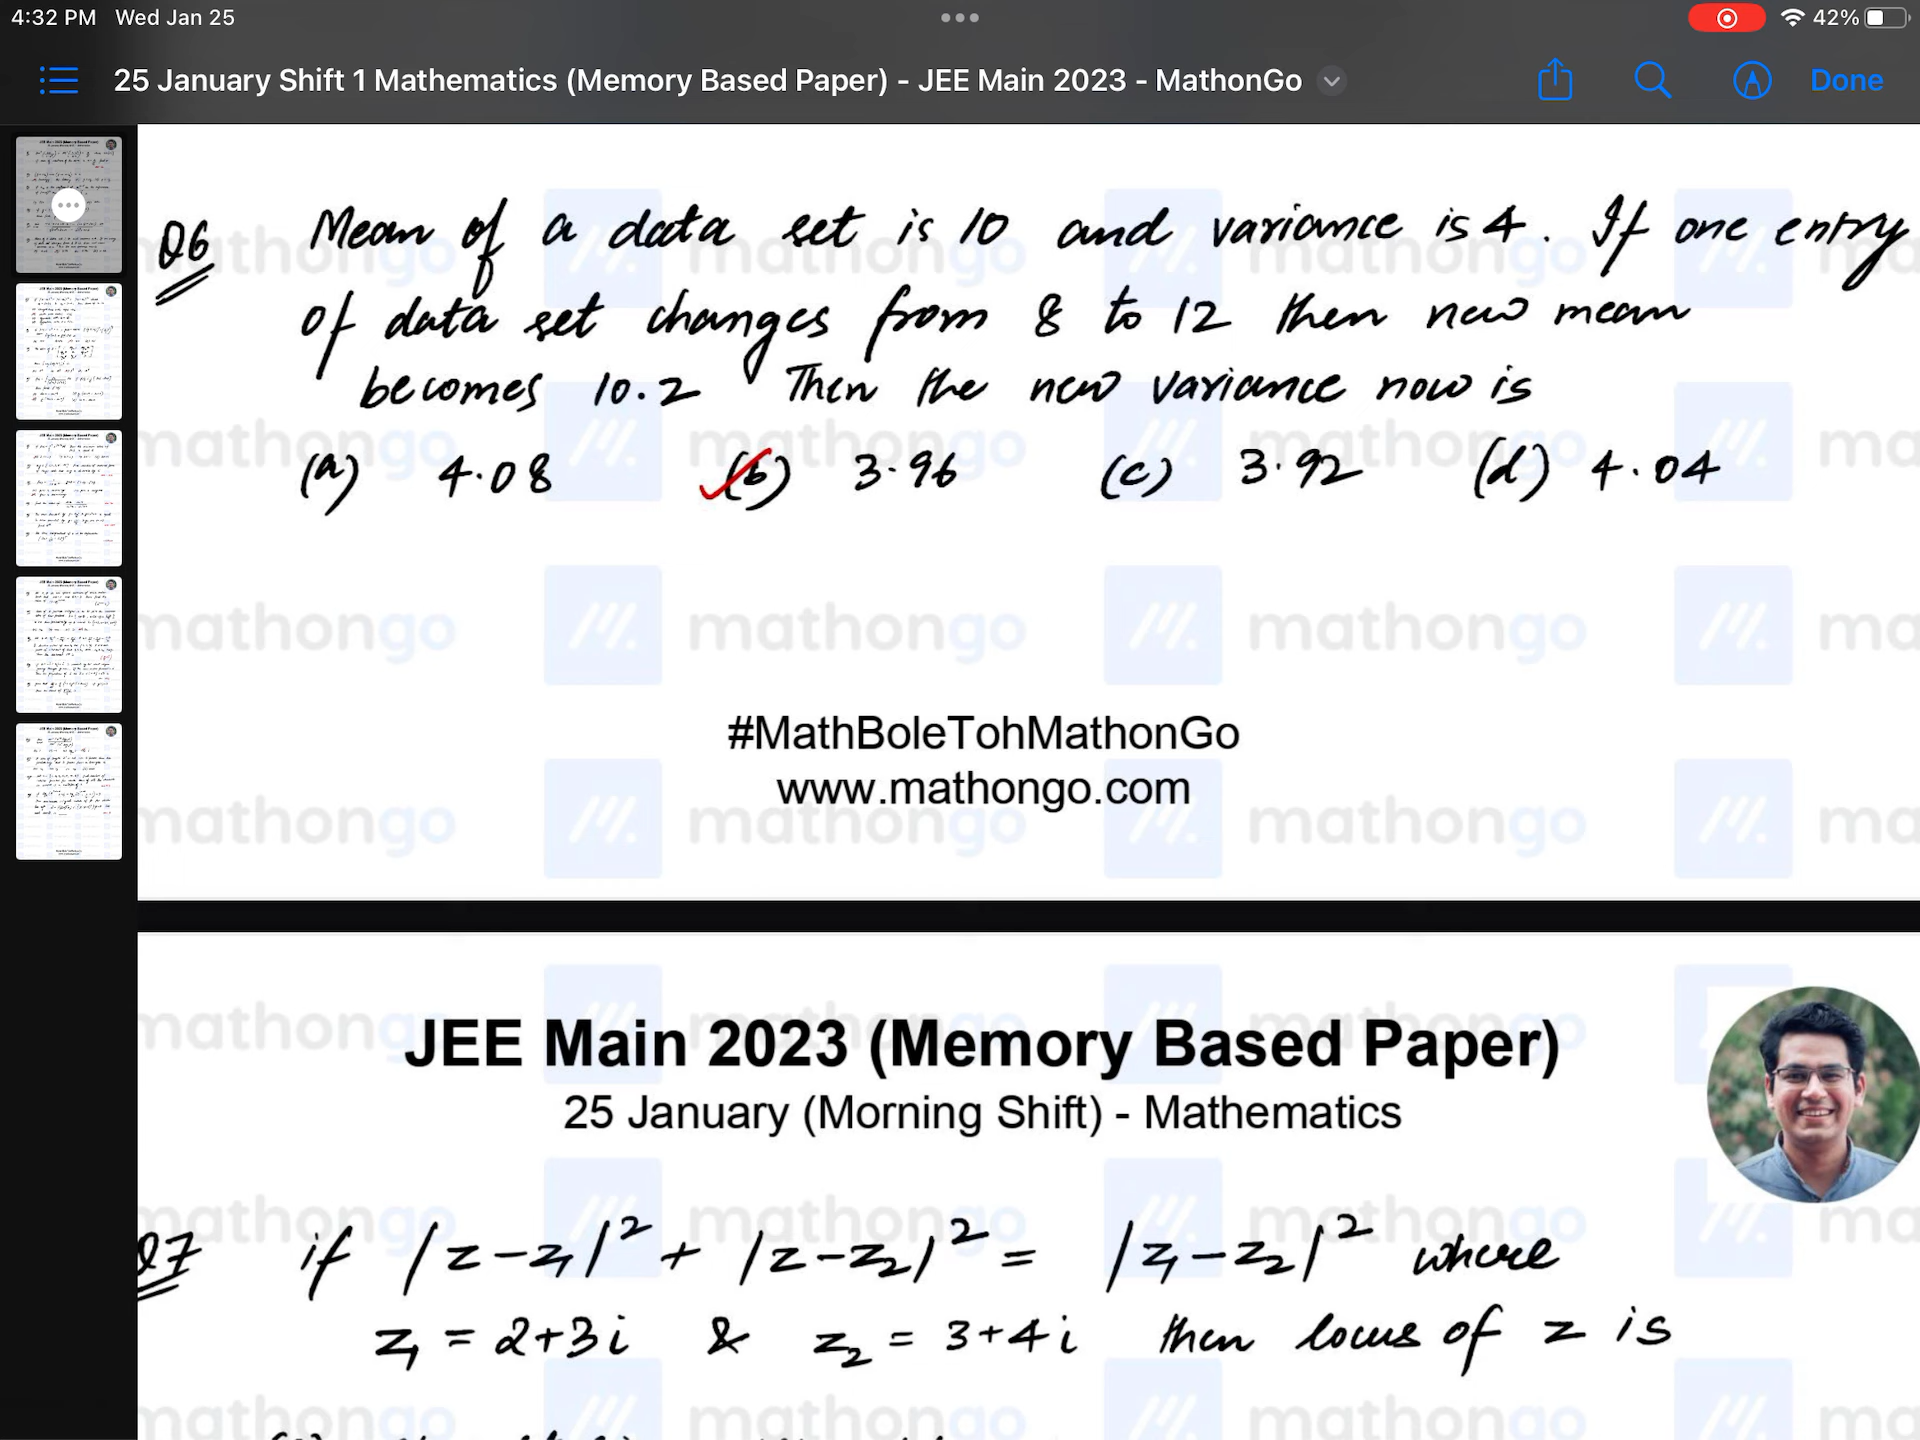 4:32 PM Wed Jan 25
42%
25 January Shift 1 Mathematics (Memory Based Paper) - JEE Main 2023 - MathonGo
Done
Q6 Mean of a data set is 10 and variance is 4. If one entry
of data set changes from 8 to 12 then new mean
becomes 10.2 Then the new variance now is
(a) 4.08 (b) 3.96 (c) 3.92 (d) 4.04
mathongo
#MathBoleTohMathonGo
www.mathongo.com
JEE Main 2023 (Memory Based Paper)
25 January (Morning Shift) - Mathematics
Q7 if |z-z₁|² + |z-z₂|² = |z₁-z₂|² where
z₁ = 2+3i & z₂ = 3+4i then locus of z is